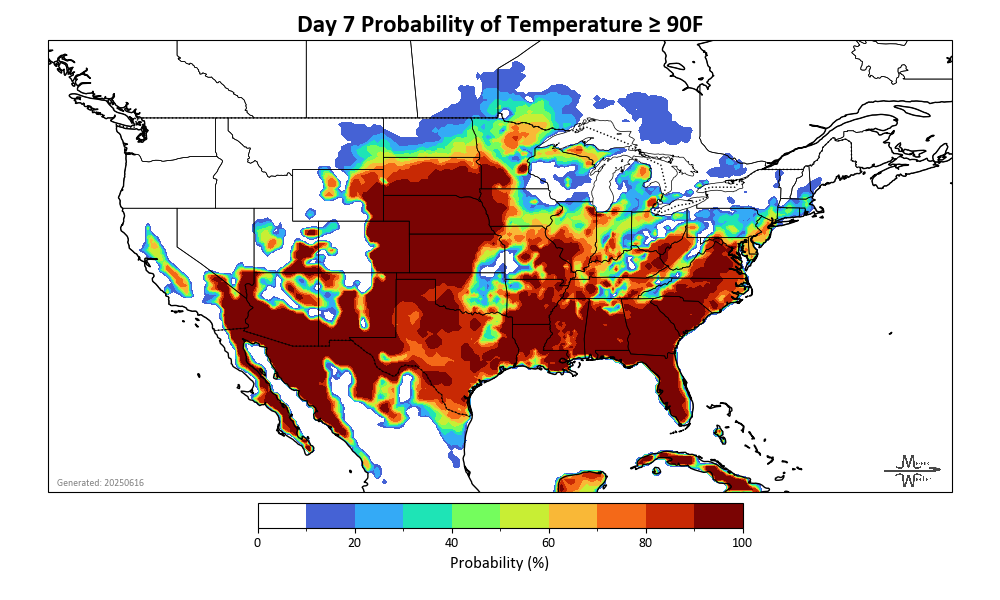 Day 7 Probability of Temperature ≥ 90F
Generated: 20250616
0 20 40 60 80 100
Probability (%)